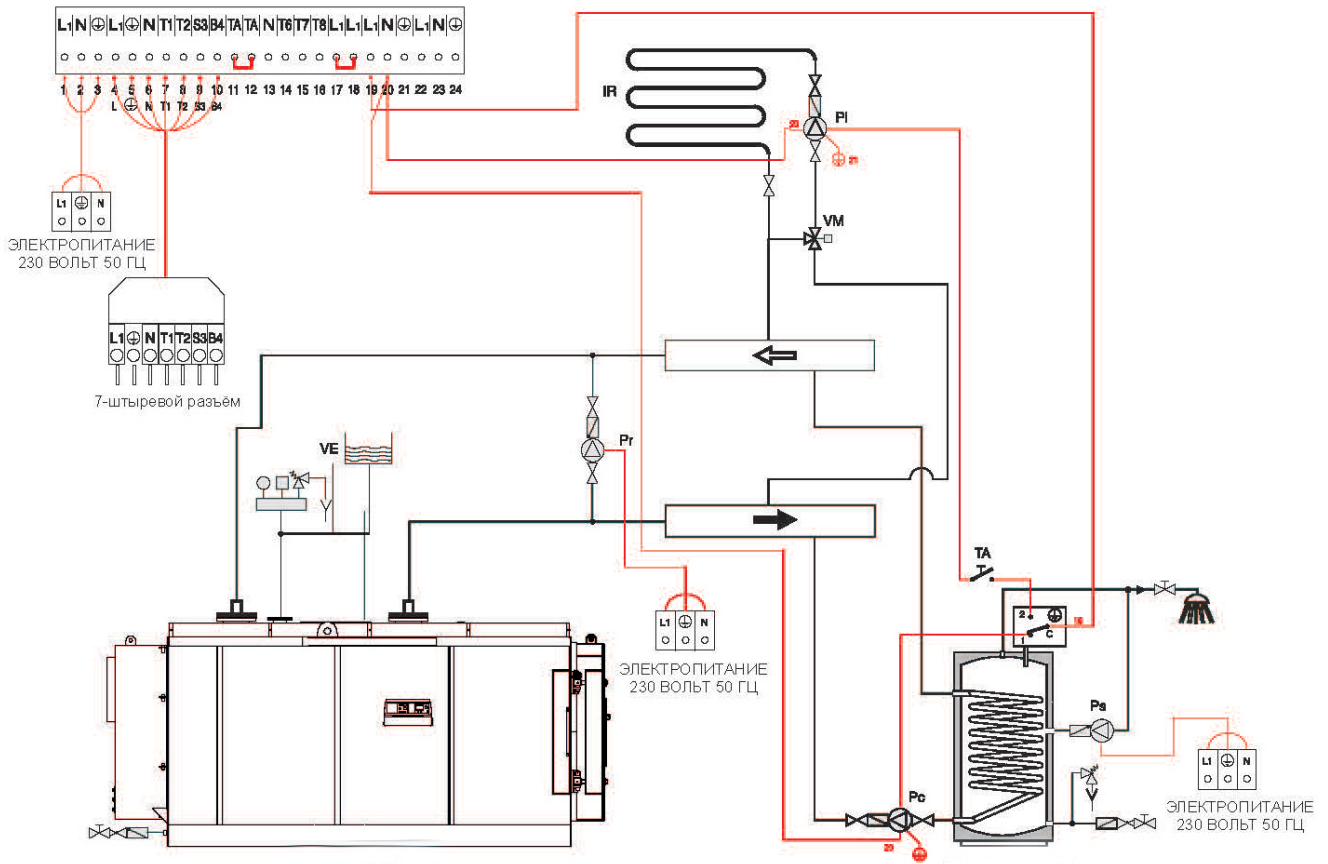 L1 N L1 N T1 T2 S3 B4 TA TA N T6 T7 T8 L1 L1 L1 N L1 N
1 2 3 4 5 6 7 8 9 10 11 12 13 14 15 16 17 18 19 20 21 22 23 24
L N T1 T2 S3 B4
L1 N
ЭЛЕКТРОПИТАНИЕ
230 ВОЛЬТ 50 ГЦ
L1 N T1 T2 S3 B4
7-штыревой разъём
IR
20
PI
21
VM
VE
Pr
L1 N
ЭЛЕКТРОПИТАНИЕ
230 ВОЛЬТ 50 ГЦ
TA
2
1
C
Ps
Pc
L1 N
ЭЛЕКТРОПИТАНИЕ
230 ВОЛЬТ 50 ГЦ